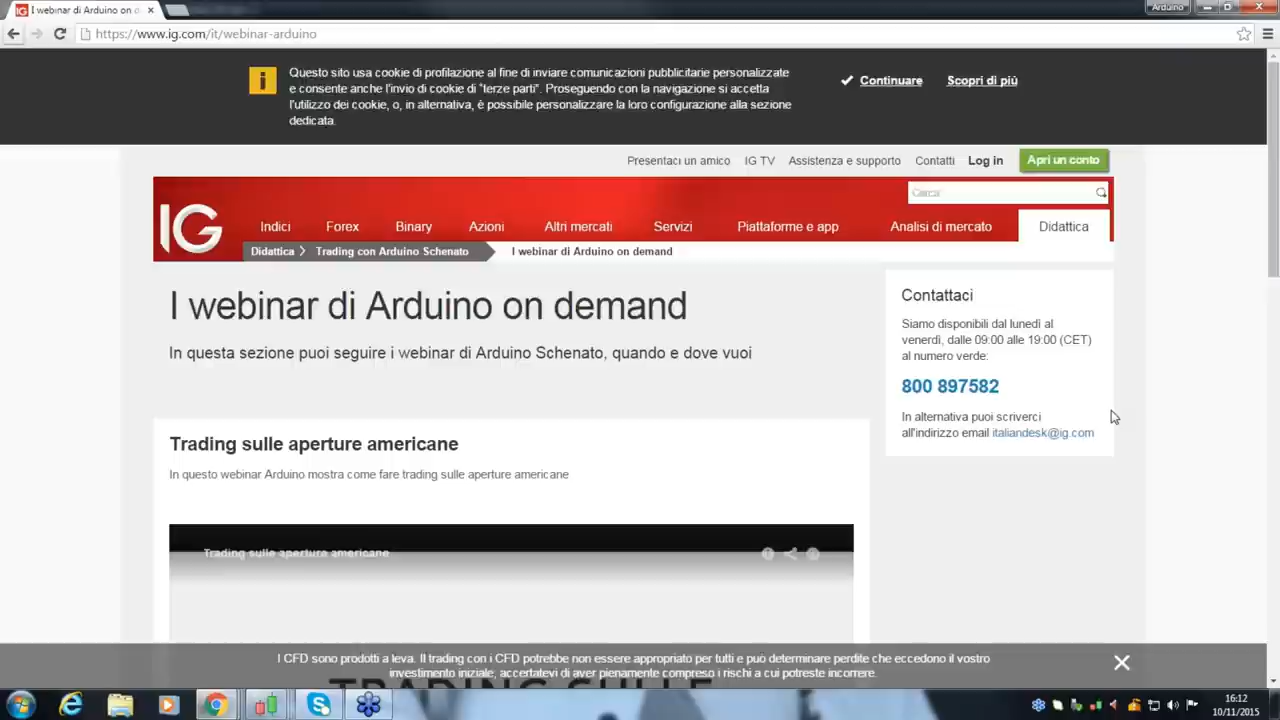 I webinar di Arduino on d
Arduino
https://www.ig.com/it/webinar-arduino
Questo sito usa cookie di profilazione al fine di inviare comunicazioni pubblicitarie personalizzate
e consente anche l'invio di cookie di "terze parti". Proseguendo con la navigazione si accetta
l'utilizzo dei cookie, o, in alternativa, è possibile personalizzare la loro configurazione alla sezione
dedicata.
Continuare
Scopri di più
Presentaci un amico IG TV Assistenza e supporto Contatti Log in Apri un conto
Cerca
IG
Indici Forex Binary Azioni Altri mercati Servizi Piattaforme e app Analisi di mercato Didattica
Didattica Trading con Arduino Schenato I webinar di Arduino on demand
I webinar di Arduino on demand
In questa sezione puoi seguire i webinar di Arduino Schenato, quando e dove vuoi
Contattaci
Siamo disponibili dal lunedì al
venerdì, dalle 09:00 alle 19:00 (CET)
al numero verde:
800 897582
In alternativa puoi scriverci
all'indirizzo email italiandesk@ig.com
Trading sulle aperture americane
In questo webinar Arduino mostra come fare trading sulle aperture americane
Trading sulle aperture americane
I CFD sono prodotti a leva. Il trading con i CFD potrebbe non essere appropriato per tutti e può determinare perdite che eccedono il vostro
investimento iniziale, accertatevi di aver pienamente compreso i rischi a cui potreste incorrere.
TRADING SULLE
16:12
10/11/2015